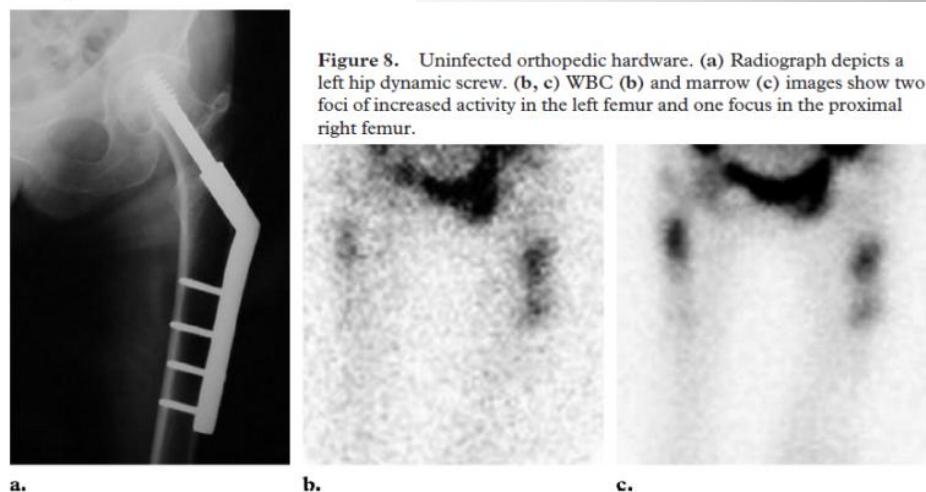 Figure 8. Uninfected orthopedic hardware. (a) Radiograph depicts a
left hip dynamic screw. (b, c) WBC (b) and marrow (c) images show two
foci of increased activity in the left femur and one focus in the proximal
right femur.
a.
b.
c.